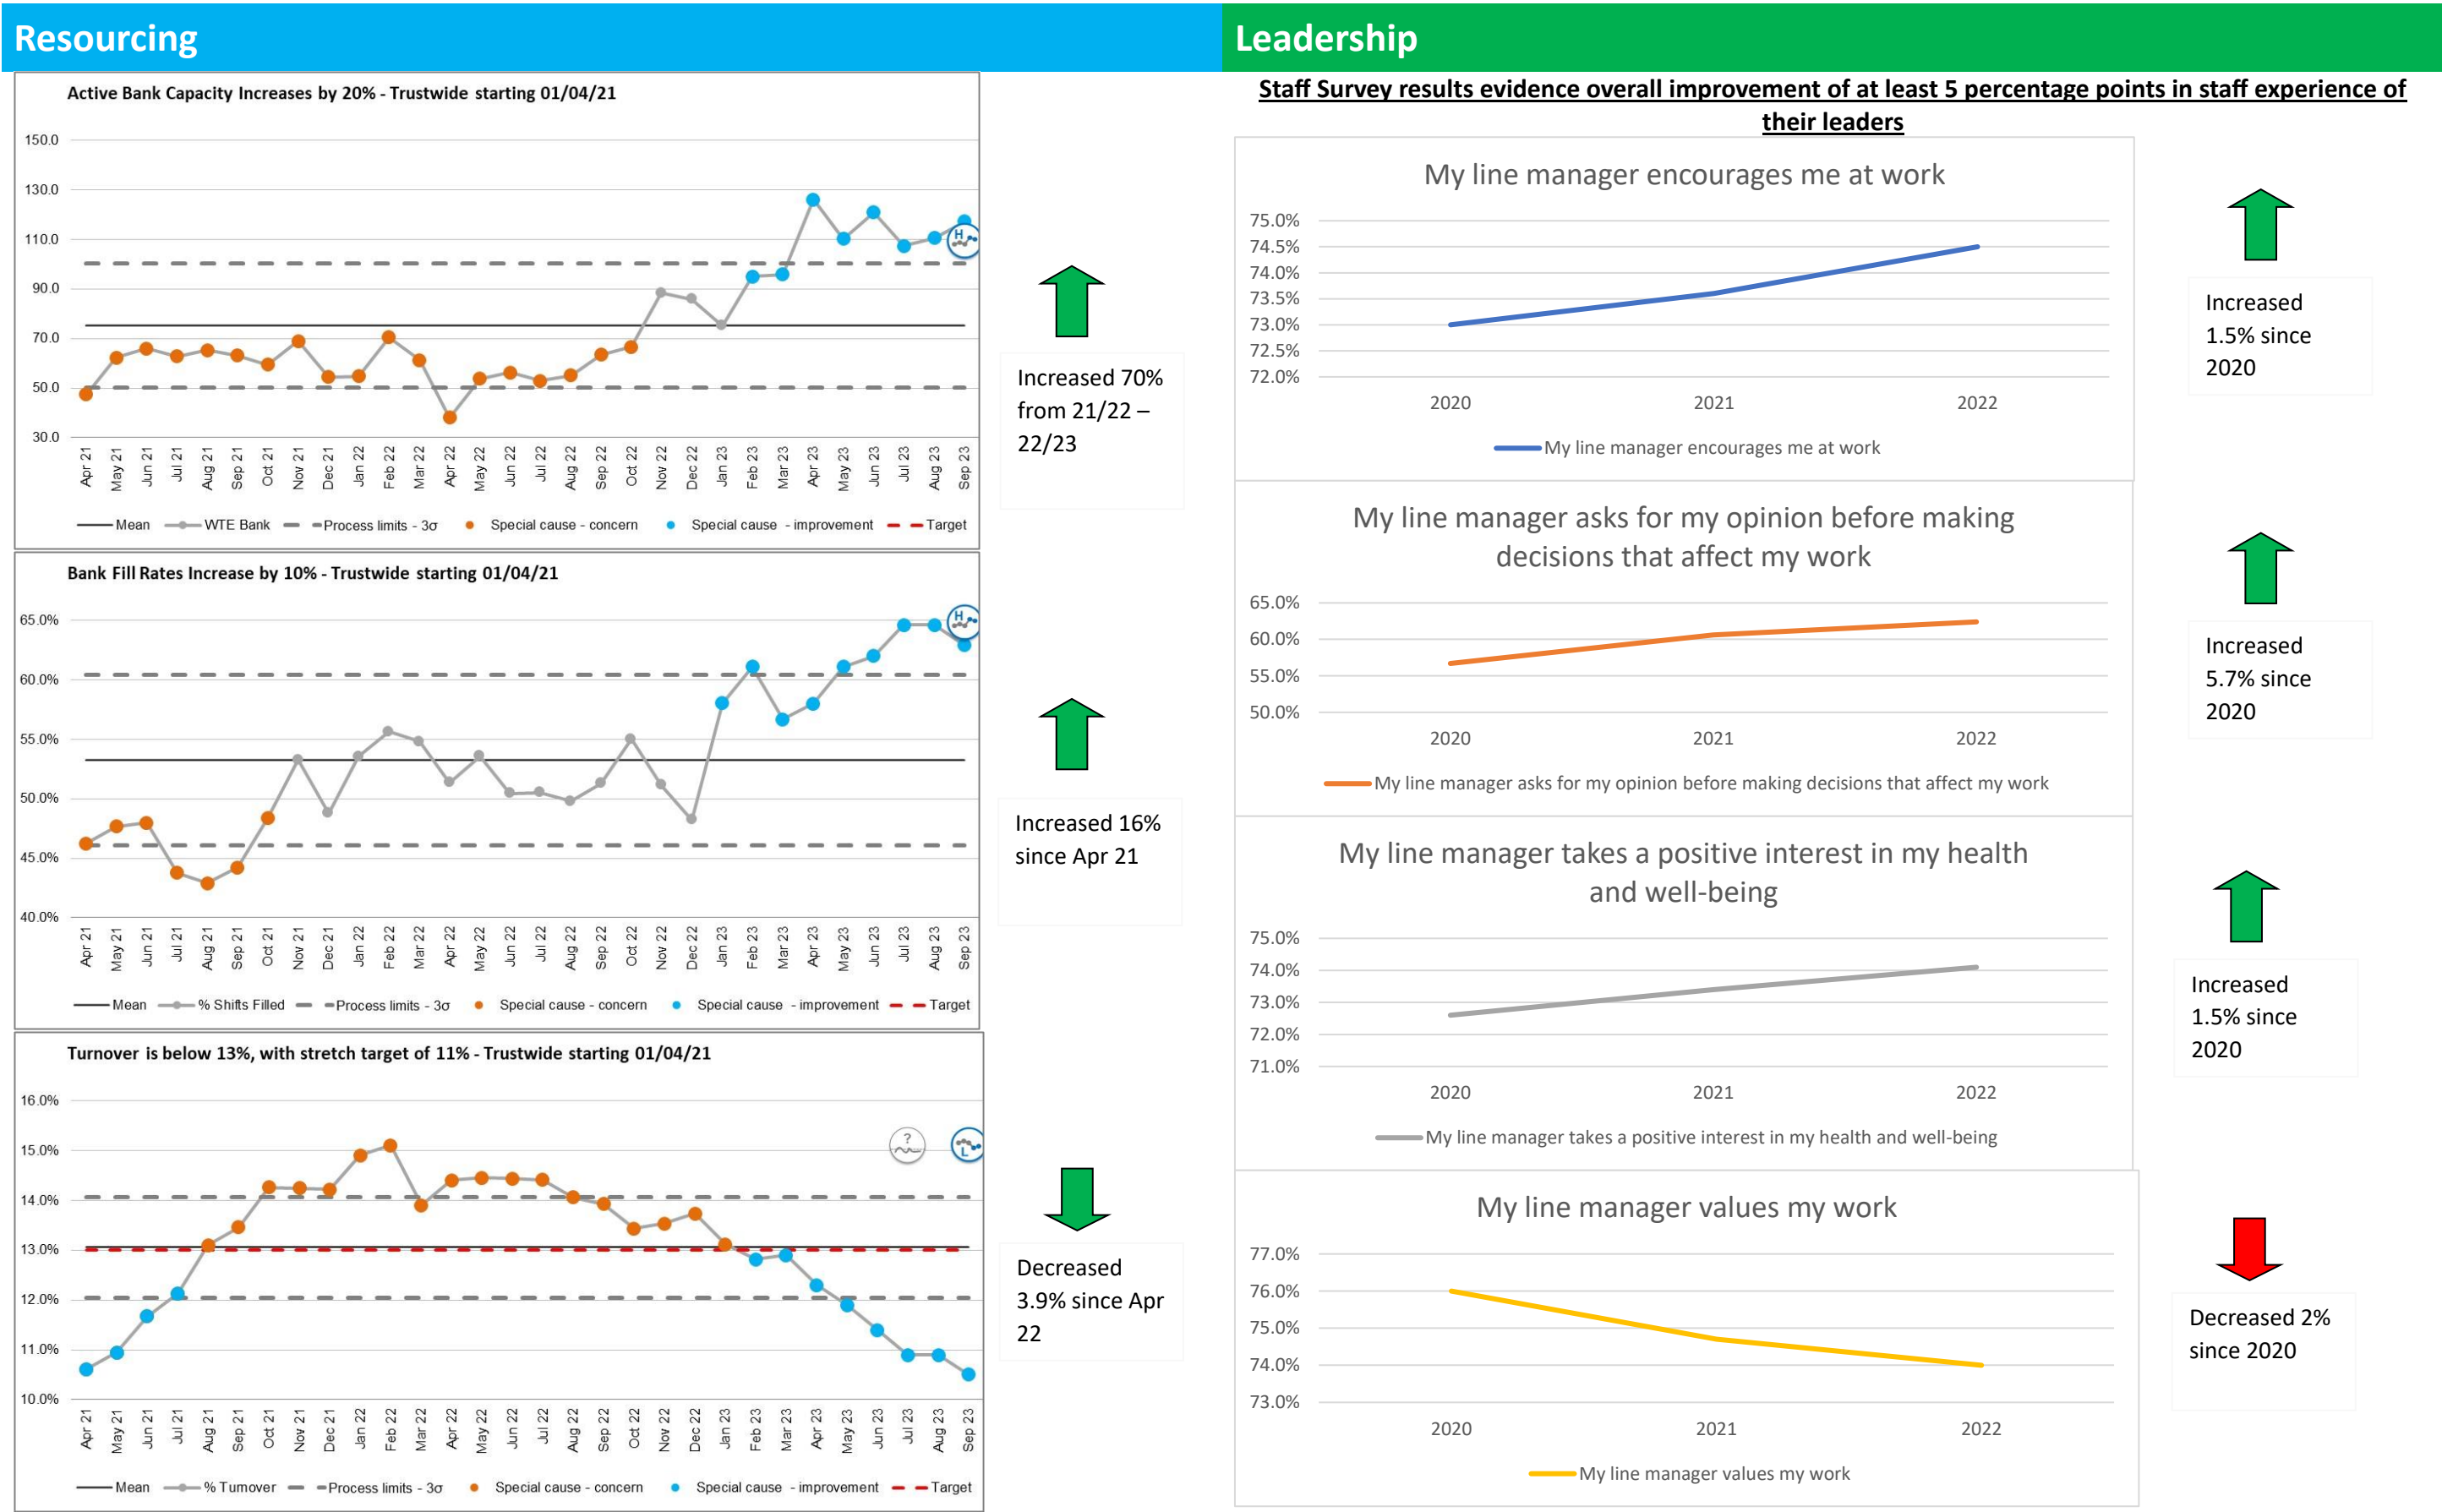 Resourcing
Active Bank Capacity Increases by 20% - Trustwide starting 01/04/21
150.0
130.0
110.0
90.0
70.0
50.0
30.0
Apr 21
May 21
Jun 21
Jul 21
Aug 21
Sep 21
Oct 21
Nov 21
Dec 21
Jan 22
Feb 22
Mar 22
Apr 22
May 22
Jun 22
Jul 22
Aug 22
Sep 22
Oct 22
Nov 22
Dec 22
Jan 23
Feb 23
Mar 23
Apr 23
May 23
Jun 23
Jul 23
Aug 23
Sep 23
H
Mean WTE Bank Process limits - 3σ Special cause - concern Special cause - improvement Target
Increased 70%
from 21/22 –
22/23
Bank Fill Rates Increase by 10% - Trustwide starting 01/04/21
65.0%
60.0%
55.0%
50.0%
45.0%
40.0%
Apr 21
May 21
Jun 21
Jul 21
Aug 21
Sep 21
Oct 21
Nov 21
Dec 21
Jan 22
Feb 22
Mar 22
Apr 22
May 22
Jun 22
Jul 22
Aug 22
Sep 22
Oct 22
Nov 22
Dec 22
Jan 23
Feb 23
Mar 23
Apr 23
May 23
Jun 23
Jul 23
Aug 23
Sep 23
H
Mean % Shifts Filled Process limits - 3σ Special cause - concern Special cause - improvement Target
Increased 16%
since Apr 21
Turnover is below 13%, with stretch target of 11% - Trustwide starting 01/04/21
16.0%
15.0%
14.0%
13.0%
12.0%
11.0%
10.0%
Apr 21
May 21
Jun 21
Jul 21
Aug 21
Sep 21
Oct 21
Nov 21
Dec 21
Jan 22
Feb 22
Mar 22
Apr 22
May 22
Jun 22
Jul 22
Aug 22
Sep 22
Oct 22
Nov 22
Dec 22
Jan 23
Feb 23
Mar 23
Apr 23
May 23
Jun 23
Jul 23
Aug 23
Sep 23
?
L
Mean % Turnover Process limits - 3σ Special cause - concern Special cause - improvement Target
Decreased
3.9% since Apr
22
Leadership
Staff Survey results evidence overall improvement of at least 5 percentage points in staff experience of
their leaders
My line manager encourages me at work
75.0%
74.5%
74.0%
73.5%
73.0%
72.5%
72.0%
2020 2021 2022
My line manager encourages me at work
Increased
1.5% since
2020
My line manager asks for my opinion before making
decisions that affect my work
65.0%
60.0%
55.0%
50.0%
2020 2021 2022
My line manager asks for my opinion before making decisions that affect my work
Increased
5.7% since
2020
My line manager takes a positive interest in my health
and well-being
75.0%
74.0%
73.0%
72.0%
71.0%
2020 2021 2022
My line manager takes a positive interest in my health and well-being
Increased
1.5% since
2020
My line manager values my work
77.0%
76.0%
75.0%
74.0%
73.0%
2020 2021 2022
My line manager values my work
Decreased 2%
since 2020